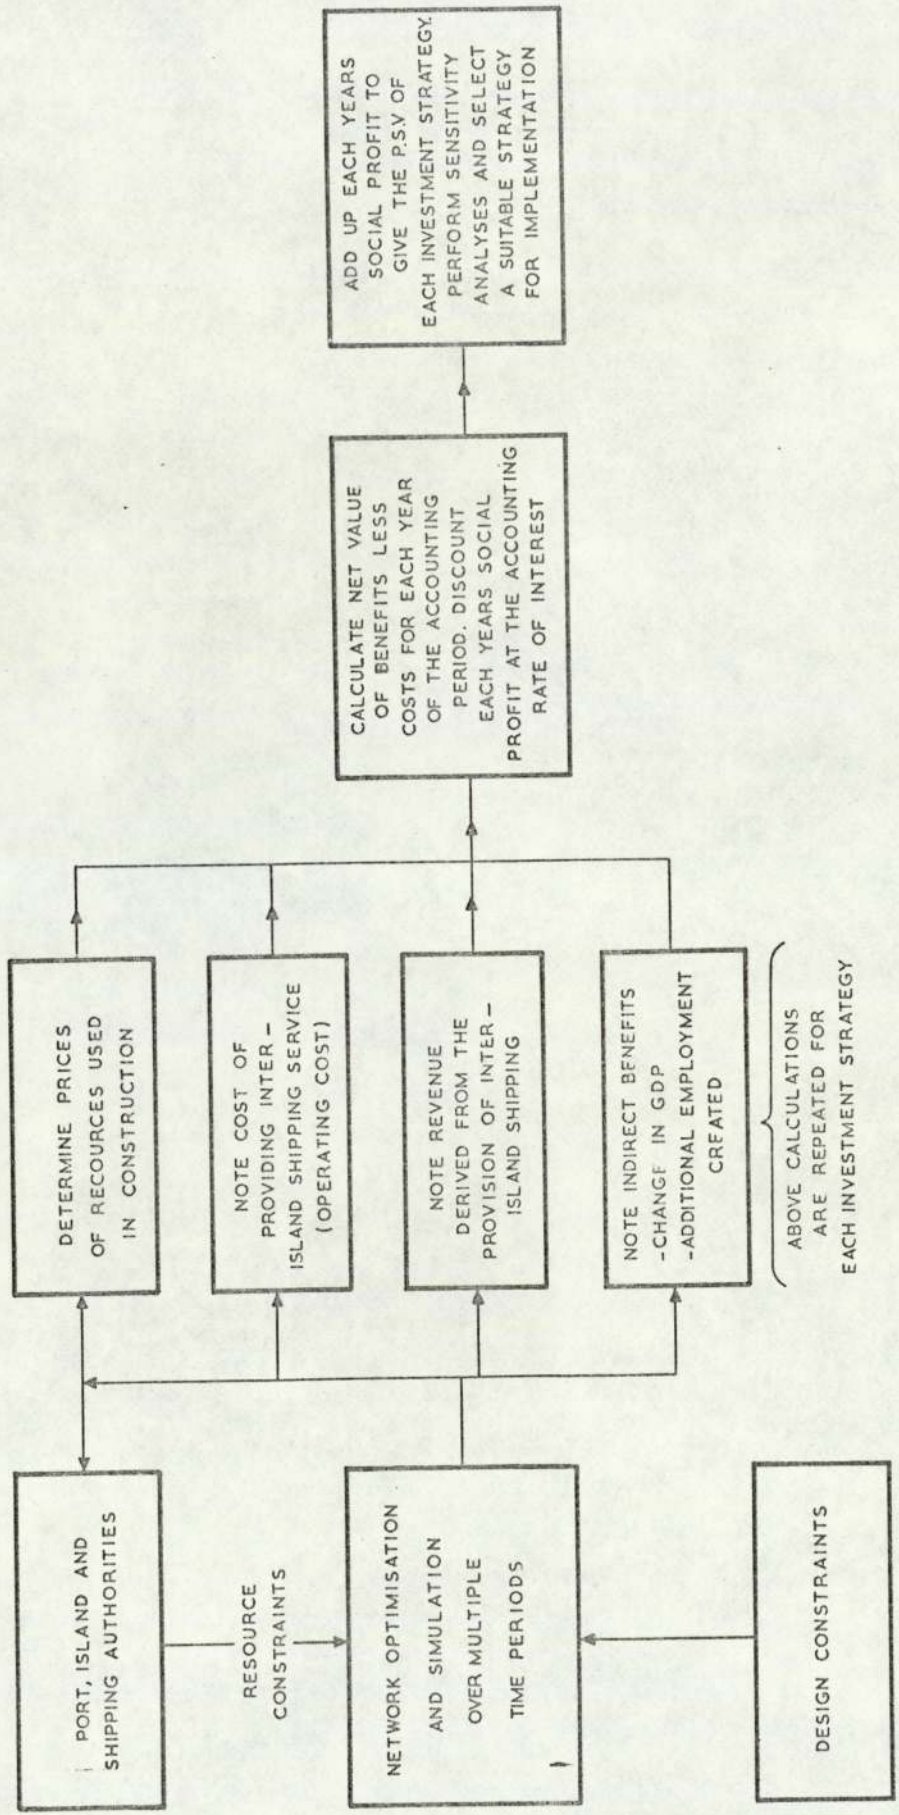 PORT, ISLAND AND
SHIPPING AUTHORITIES
RESOURCE
CONSTRAINTS
NETWORK OPTIMISATION
AND SIMULATION
OVER MULTIPLE
TIME PERIODS
DESIGN CONSTRAINTS
DETERMINE PRICES
OF RECOURCES USED
IN CONSTRUCTION
NOTE COST OF
PROVIDING INTER-
ISLAND SHIPPING SERVICE
(OPERATING COST)
NOTE REVENUE
DERIVED FROM THE
PROVISION OF INTER-
ISLAND SHIPPING
NOTE INDIRECT BENEFITS
-CHANGE IN GDP
-ADDITIONAL EMPLOYMENT
CREATED
ABOVE CALCULATIONS
ARE REPEATED FOR
EACH INVESTMENT STRATEGY
CALCULATE NET VALUE
OF BENEFITS LESS
COSTS FOR EACH YEAR
OF THE ACCOUNTING
PERIOD. DISCOUNT
EACH YEARS SOCIAL
PROFIT AT THE ACCOUNTING
RATE OF INTEREST
ADD UP EACH YEARS
SOCIAL PROFIT TO
GIVE THE P.S.V OF
EACH INVESTMENT STRATEGY.
PERFORM SENSITIVITY
ANALYSES AND SELECT
A SUITABLE STRATEGY
FOR IMPLEMENTATION